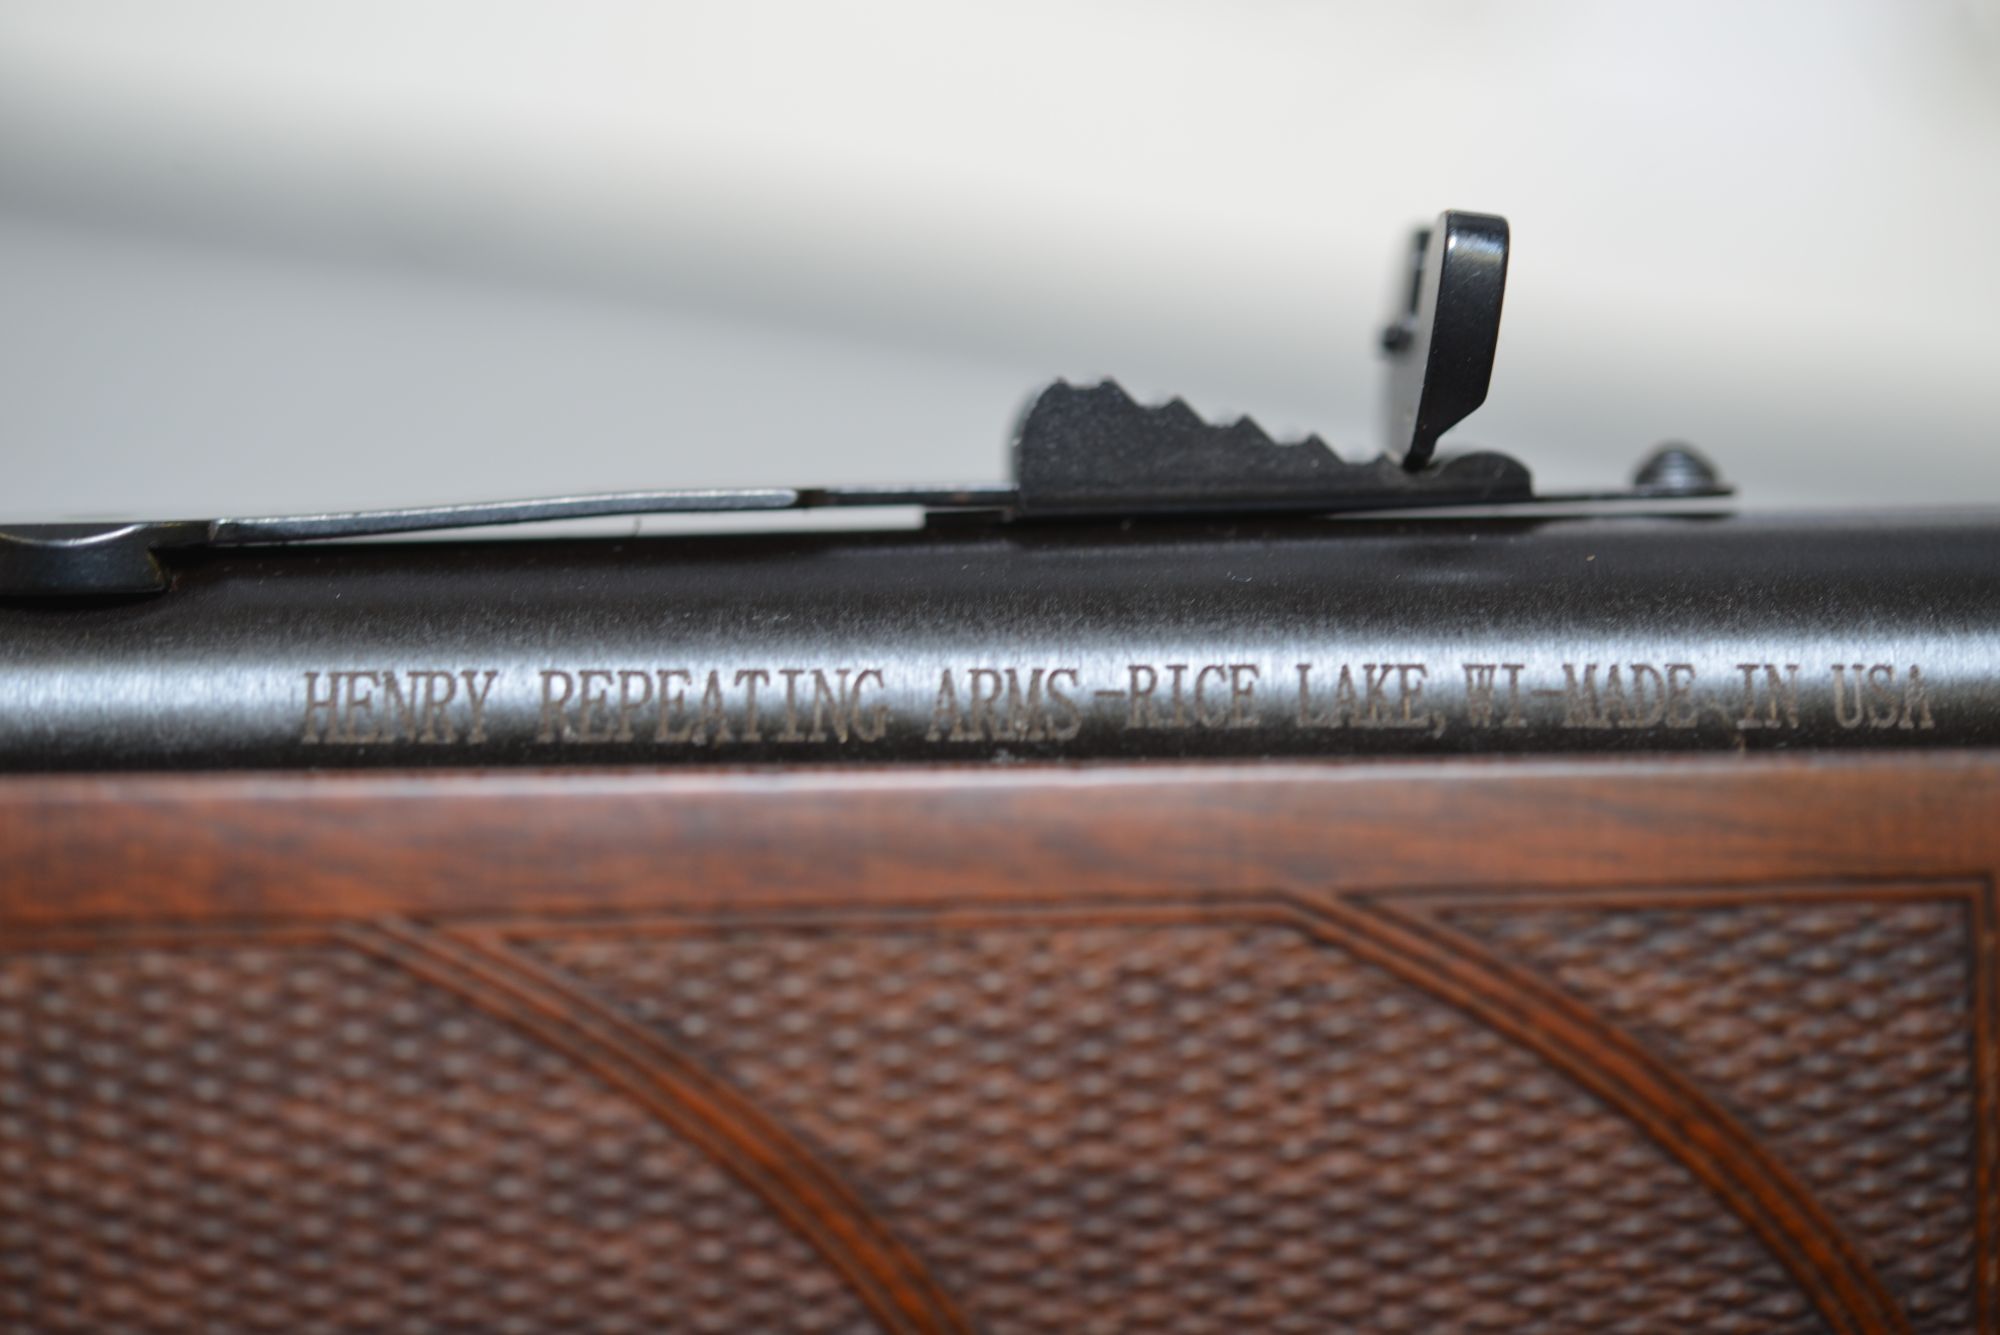 HENRY REPEATING ARMS-RICE LAKE, WI-MADE IN USA